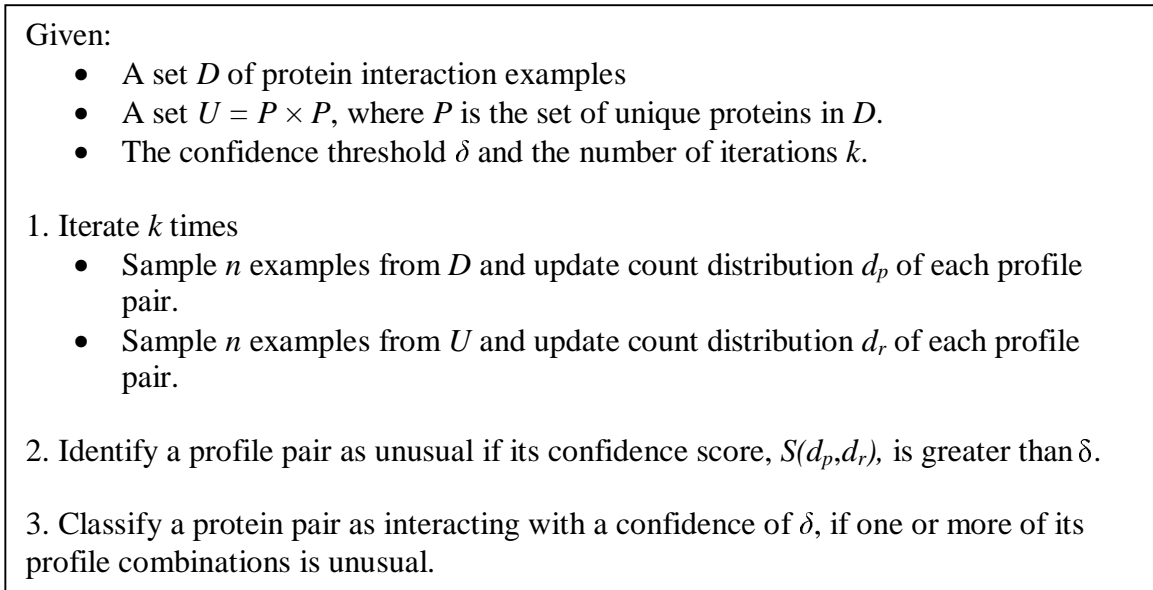 Given:
• A set D of protein interaction examples
• A set U = P × P, where P is the set of unique proteins in D.
• The confidence threshold δ and the number of iterations k.
1. Iterate k times
• Sample n examples from D and update count distribution dp of each profile
pair.
• Sample n examples from U and update count distribution dr of each profile
pair.
2. Identify a profile pair as unusual if its confidence score, S(dp,dr), is greater than δ.
3. Classify a protein pair as interacting with a confidence of δ, if one or more of its
profile combinations is unusual.